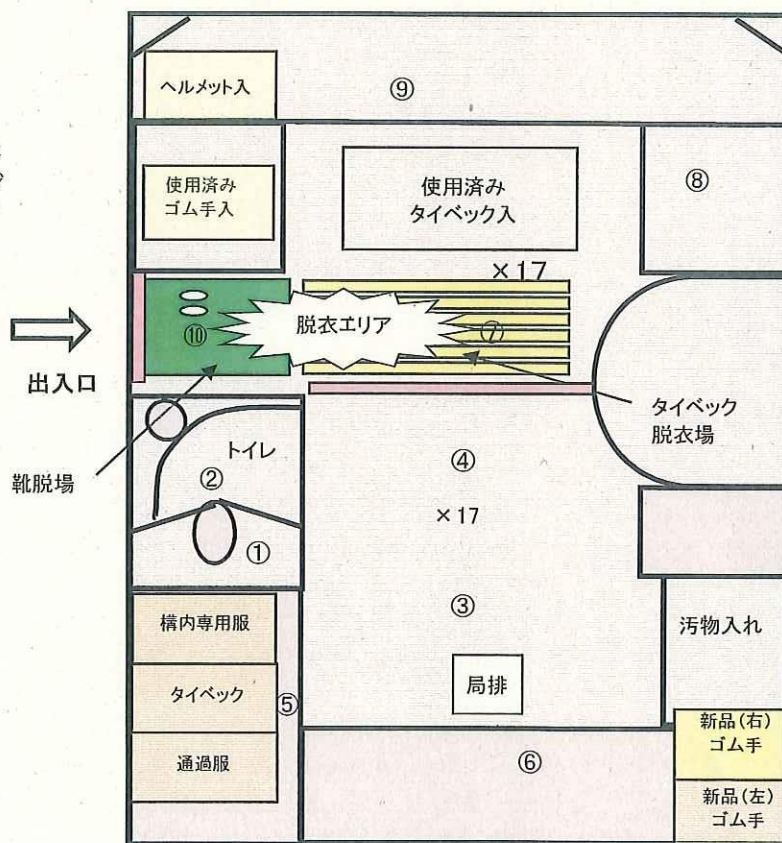 ヘルメット入
⑨
使用済み
ゴム手入
使用済み
タイベック入
⑧
×17
⑩
脱衣エリア
⑦
出入口
タイベック
脱衣場
靴脱場
トイレ
②
④
×17
①
③
構内専用服
汚物入れ
タイベック
⑤
局排
通過服
⑥
新品(右)
ゴム手
新品(左)
ゴム手